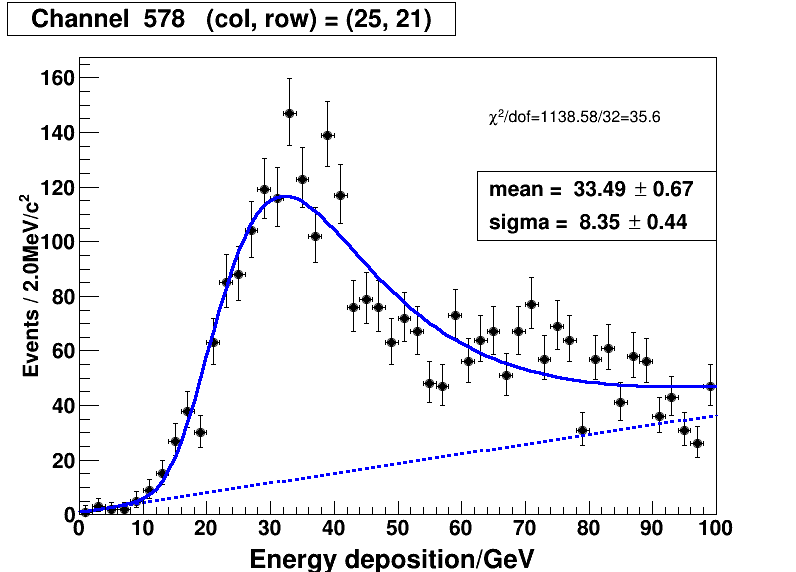 Channel 578 (col, row) = (25, 21)
160
140
120
100
80
60
40
20
0
Events / 2.0MeV/c²
χ²/dof=1138.58/32=35.6
mean = 33.49 ± 0.67
sigma = 8.35 ± 0.44
0 10 20 30 40 50 60 70 80 90 100
Energy deposition/GeV